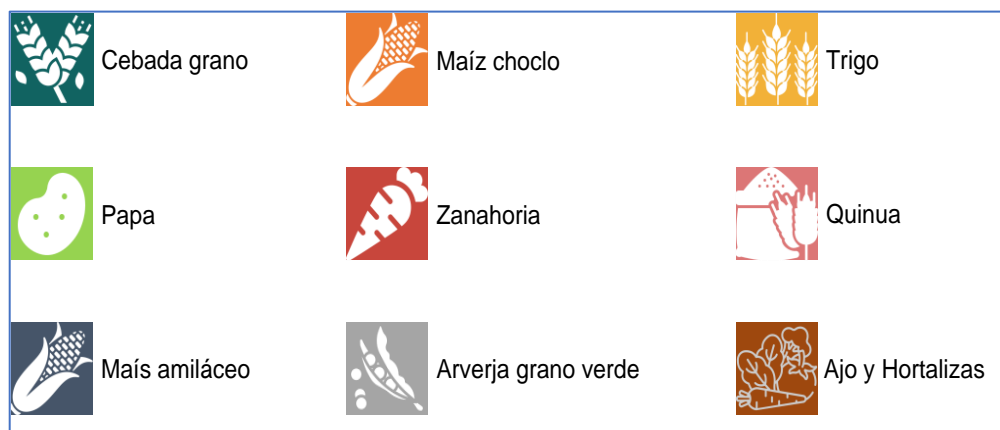 Cebada grano
Maíz choclo
Trigo
Papa
Zanahoria
Quinua
Maís amiláceo
Arverja grano verde
Ajo y Hortalizas